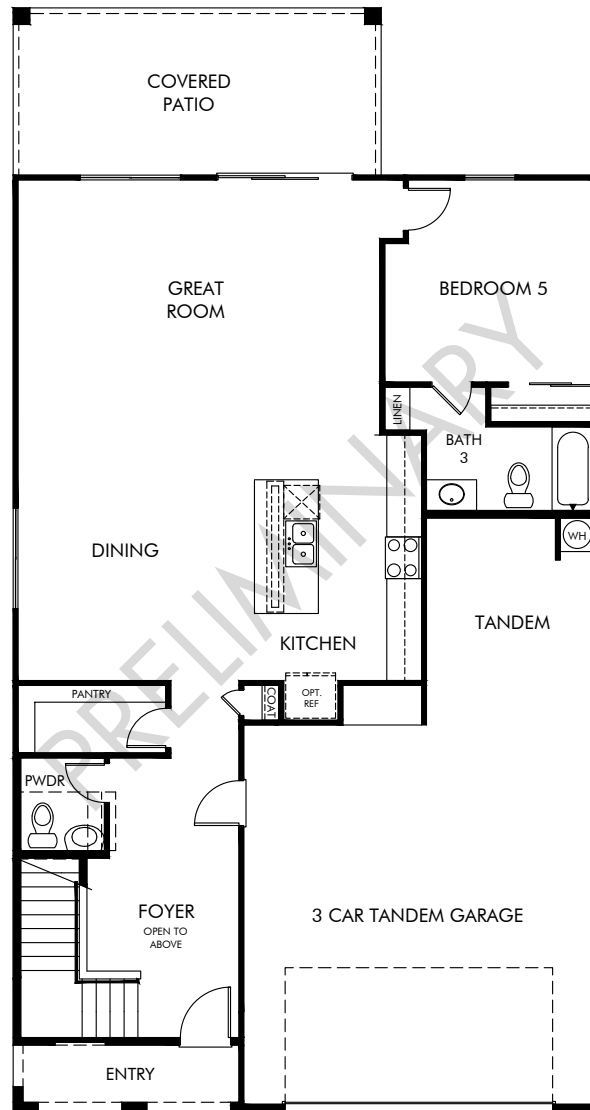 COVERED
PATIO
GREAT
ROOM
BEDROOM 5
LINEN
BATH
3
DINING
WH
TANDEM
KITCHEN
PANTRY
COAT
OPT.
REF
PWDR
FOYER
OPEN TO
ABOVE
3 CAR TANDEM GARAGE
ENTRY
PRELIMINARY